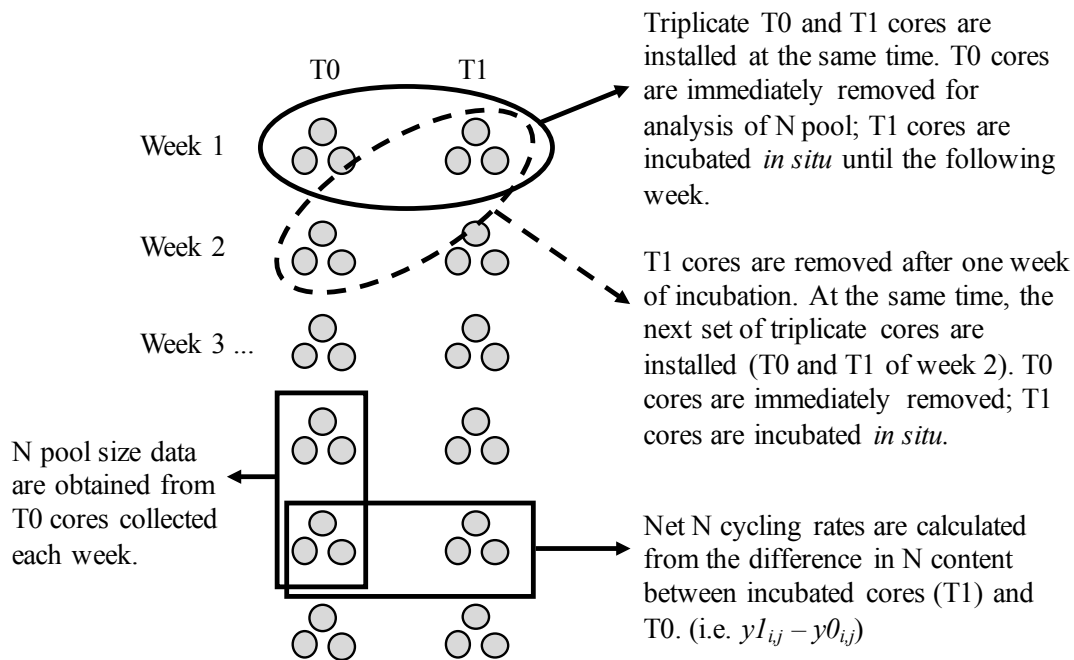 T0 T1
Week 1
Week 2
Week 3 ...
Triplicate T0 and T1 cores are
installed at the same time. T0 cores
are immediately removed for
analysis of N pool; T1 cores are
incubated in situ until the following
week.
T1 cores are removed after one week
of incubation. At the same time, the
next set of triplicate cores are
installed (T0 and T1 of week 2). T0
cores are immediately removed; T1
cores are incubated in situ.
N pool size data
are obtained from
T0 cores collected
each week.
Net N cycling rates are calculated
from the difference in N content
between incubated cores (T1) and
T0. (i.e. y1i,j – y0i,j)